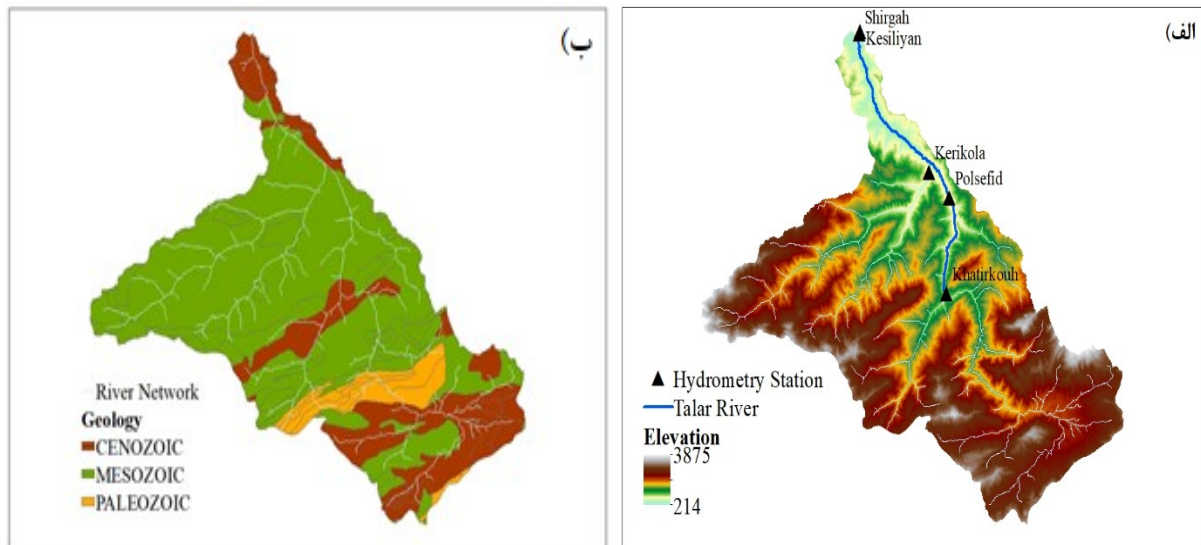 ب)
River Network
Geology
CENOZOIC
MESOZOIC
PALEOZOIC
الف)
Shirgah
Kesiliyan
Kerikola
Polsefid
Khatirkouh
Hydrometry Station
Talar River
Elevation
3875
214